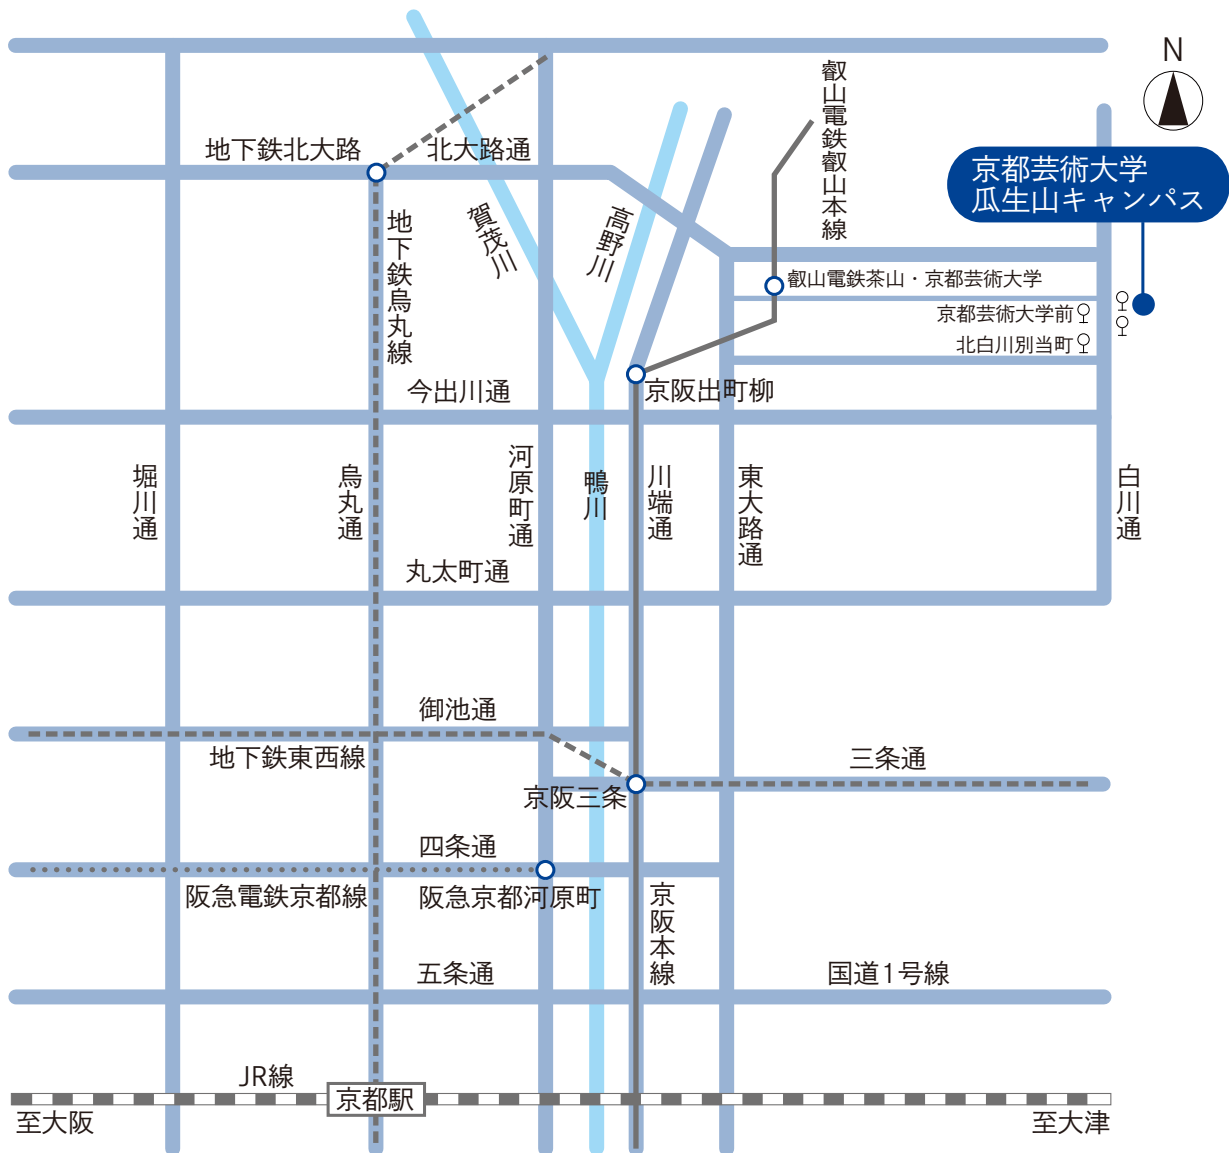 N
叡山電鉄叡山本線
地下鉄北大路
北大路通
京都芸術大学
瓜生山キャンパス
賀茂川
高野川
地下鉄烏丸線
叡山電鉄茶山・京都芸術大学
京都芸術大学前
北白川別当町
今出川通
京阪出町柳
堀川通
烏丸通
河原町通
鴨川
川端通
東大路通
白川通
丸太町通
御池通
地下鉄東西線
三条通
京阪三条
四条通
阪急電鉄京都線
阪急京都河原町
京阪本線
五条通
国道1号線
JR線
京都駅
至大阪
至大津